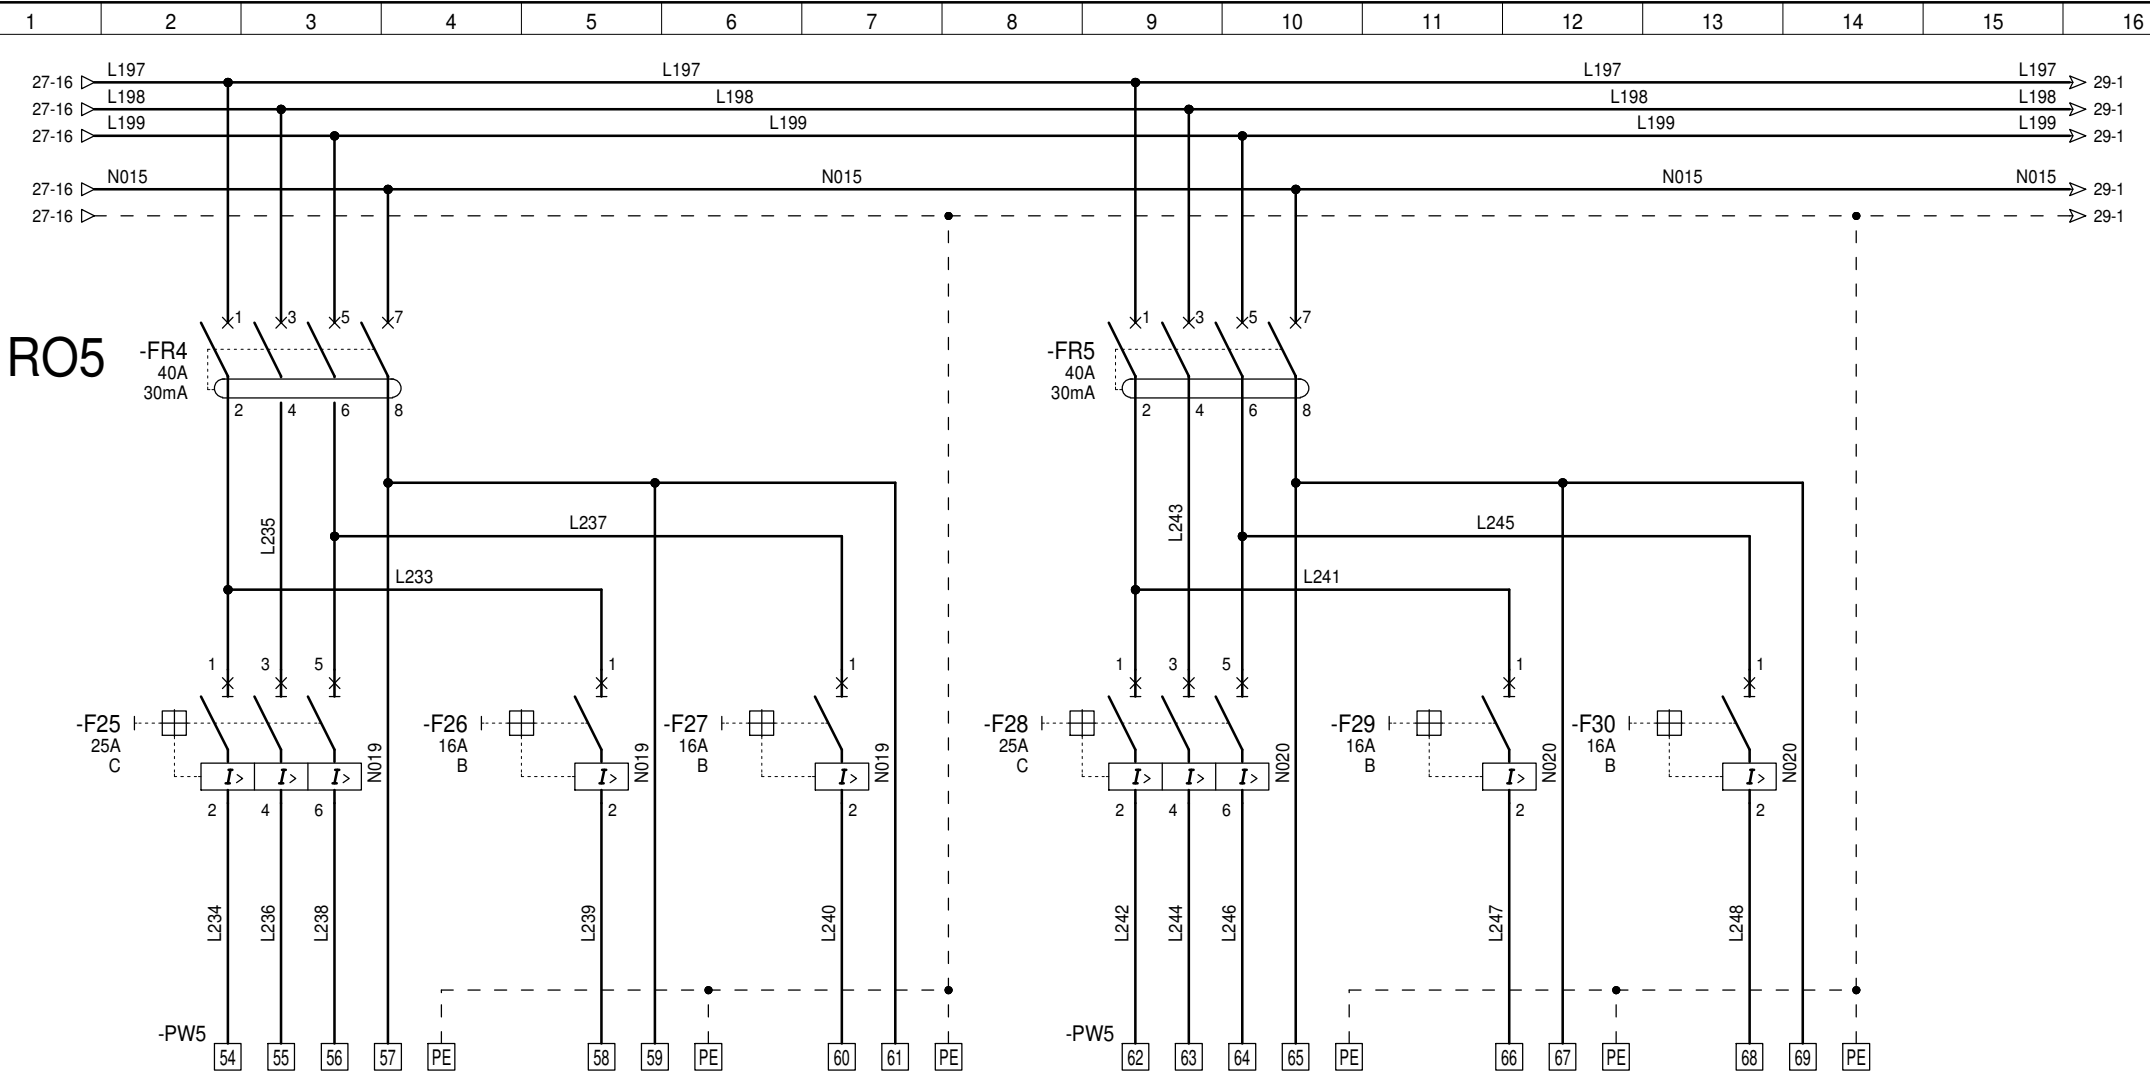 1 2 3 4 5 6 7 8 9 10 11 12 13 14 15 16
27-16 L197 L197 L197 L197 29-1
27-16 L198 L198 L198 L198 29-1
27-16 L199 L199 L199 L199 29-1
27-16 N015 N015 N015 N015 29-1
27-16 29-1
1 3 5 7 1 3 5 7
RO5 -FR4 -FR5
40A 40A
30mA 30mA
2 4 6 8 2 4 6 8
L235 L237 L243 L245
L233 L241
1 3 5 1 1 1 3 5 1 1
-F25 -F26 -F27 -F28 -F29 -F30
25A 16A 16A 25A 16A 16A
C B B C B B
N019 N019 N019 N020 N020 N020
I> I> I> I> I> I> I> I> I> I>
2 4 6 2 2 2 4 6 2 2
L234 L236 L238 L239 L240 L242 L244 L246 L247 L248
-PW5 -PW5
54 55 56 57 PE 58 59 PE 60 61 PE 62 63 64 65 PE 66 67 PE 68 69 PE